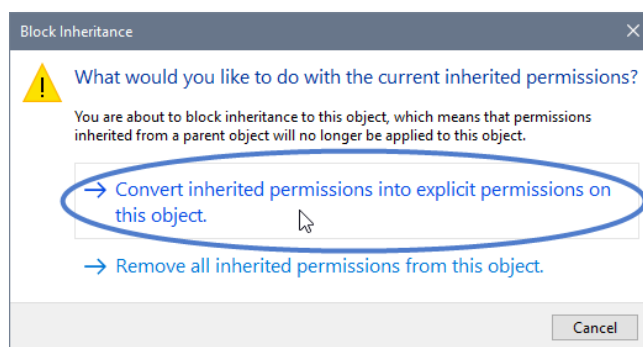 Block Inheritance
What would you like to do with the current inherited permissions?
You are about to block inheritance to this object, which means that permissions
inherited from a parent object will no longer be applied to this object.
→ Convert inherited permissions into explicit permissions on
this object.
→ Remove all inherited permissions from this object.
Cancel